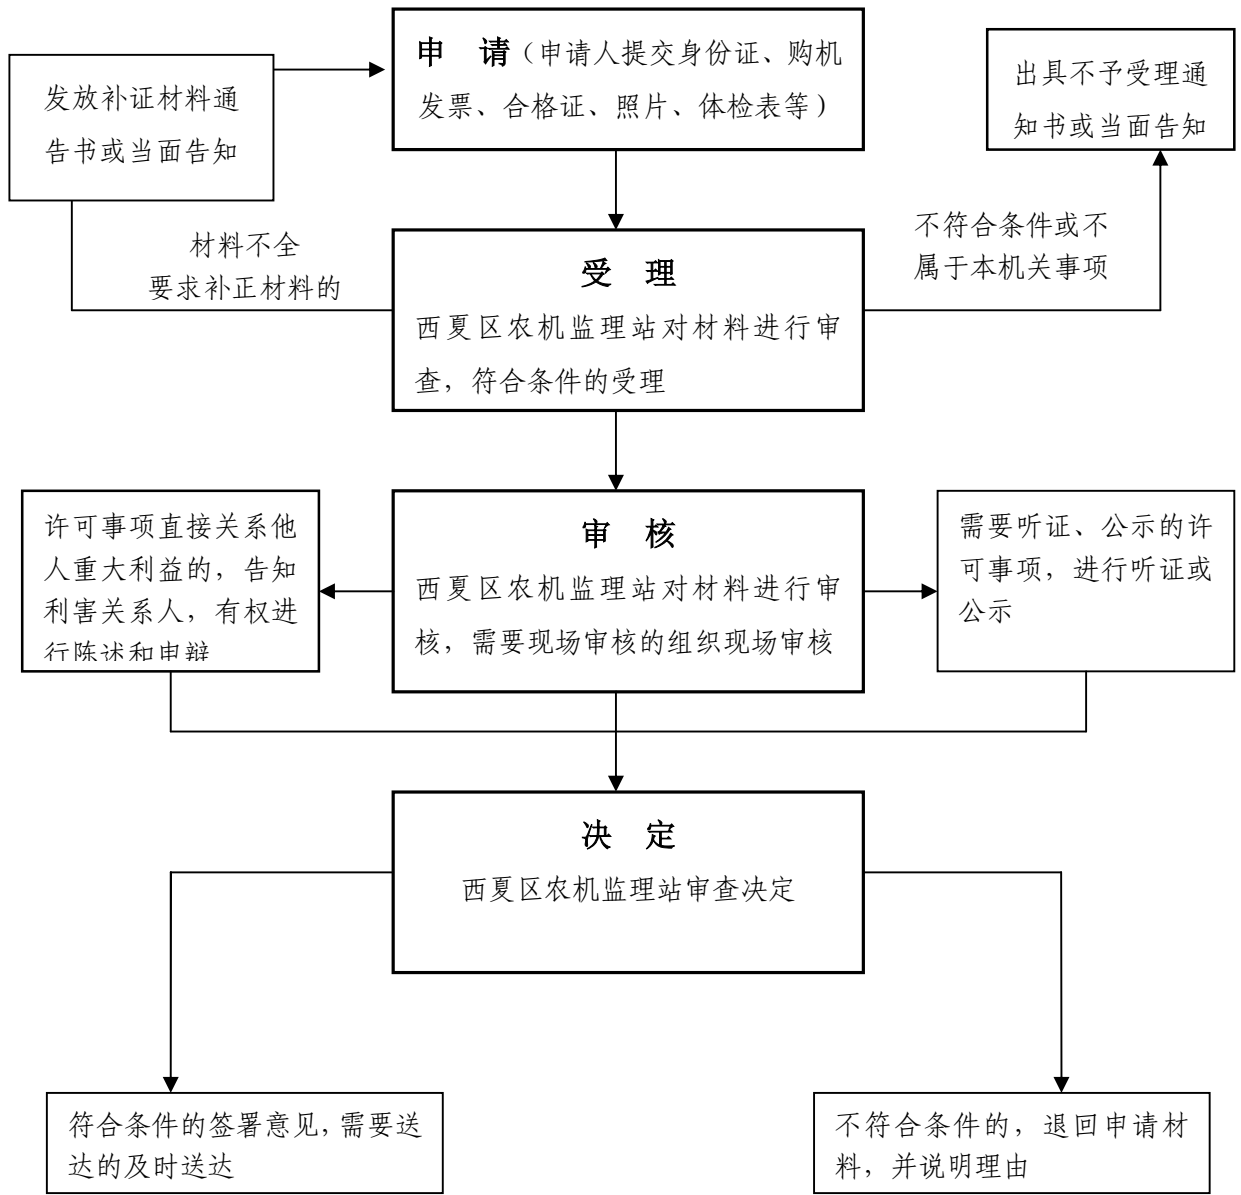 申　请（申请人提交身份证、购机
发票、合格证、照片、体检表等）
发放补证材料通
告书或当面告知
出具不予受理通
知书或当面告知
材料不全
要求补正材料的
不符合条件或不
属于本机关事项
受　理
西夏区农机监理站对材料进行审
查，符合条件的受理
许可事项直接关系他
人重大利益的，告知
利害关系人，有权进
行陈述和申辩
审　核
西夏区农机监理站对材料进行审
核，需要现场审核的组织现场审核
需要听证、公示的许
可事项，进行听证或
公示
决　定
西夏区农机监理站审查决定
符合条件的签署意见，需要送
达的及时送达
不符合条件的，退回申请材
料，并说明理由